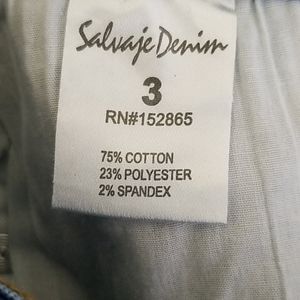 Salvaje Denim
3
RN#152865
75% COTTON
23% POLYESTER
2% SPANDEX